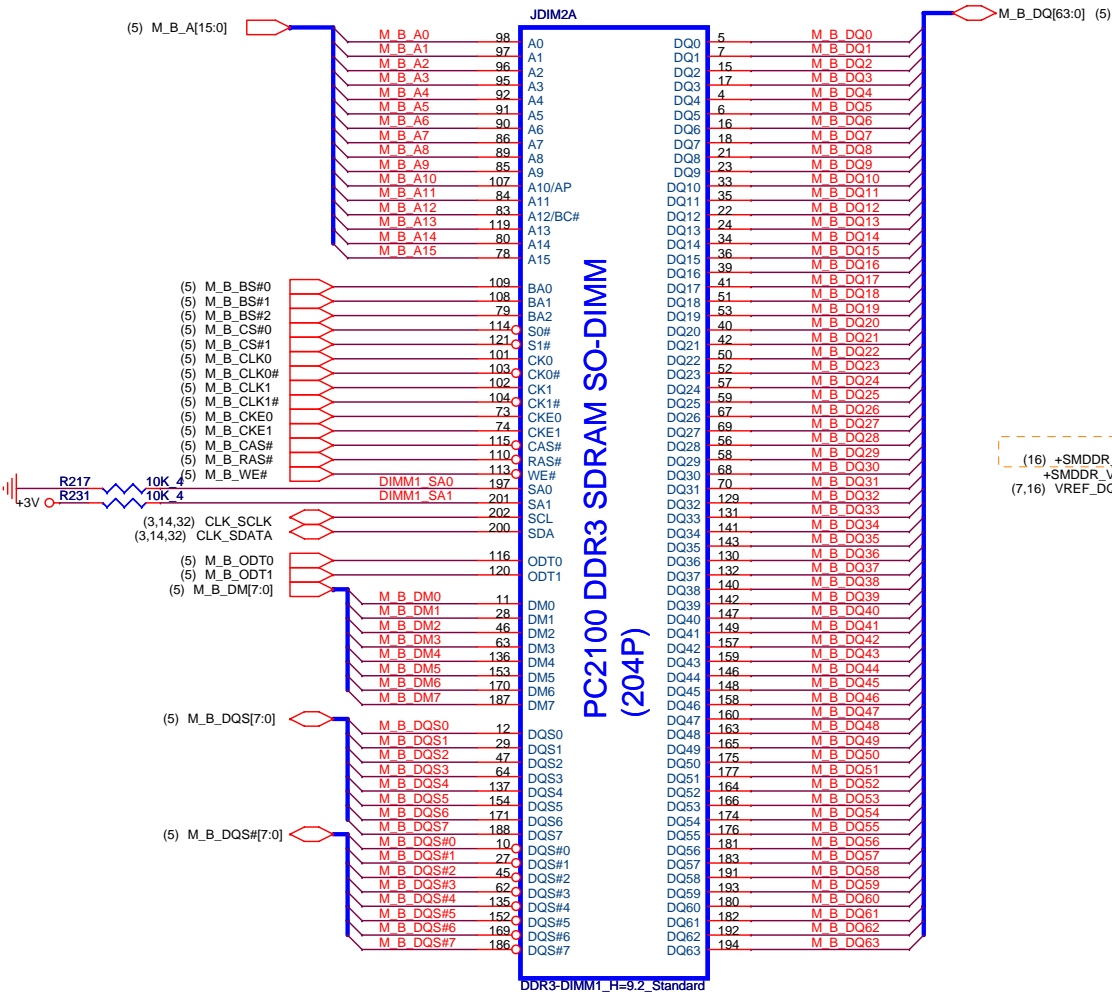 JDIM2A
(5) M_B_A[15:0] M_B_DQ[63:0] (5)
M_B_A0 98 A0 DQ0 5 M_B_DQ0
M_B_A1 97 A1 DQ1 7 M_B_DQ1
M_B_A2 96 A2 DQ2 15 M_B_DQ2
M_B_A3 95 A3 DQ3 17 M_B_DQ3
M_B_A4 92 A4 DQ4 4 M_B_DQ4
M_B_A5 91 A5 DQ5 6 M_B_DQ5
M_B_A6 90 A6 DQ6 16 M_B_DQ6
M_B_A7 86 A7 DQ7 18 M_B_DQ7
M_B_A8 89 A8 DQ8 21 M_B_DQ8
M_B_A9 85 A9 DQ9 23 M_B_DQ9
M_B_A10 107 A10/AP DQ10 33 M_B_DQ10
M_B_A11 84 A11 DQ11 35 M_B_DQ11
M_B_A12 83 A12/BC# DQ12 22 M_B_DQ12
M_B_A13 119 A13 DQ13 24 M_B_DQ13
M_B_A14 80 A14 DQ14 34 M_B_DQ14
M_B_A15 78 A15 DQ15 36 M_B_DQ15
DQ16 39 M_B_DQ16
(5) M_B_BS#0 109 BA0 DQ17 41 M_B_DQ17
(5) M_B_BS#1 108 BA1 DQ18 51 M_B_DQ18
(5) M_B_BS#2 79 BA2 DQ19 53 M_B_DQ19
(5) M_B_CS#0 114 S0# DQ20 40 M_B_DQ20
(5) M_B_CS#1 121 S1# DQ21 42 M_B_DQ21
(5) M_B_CLK0 101 CK0 DQ22 50 M_B_DQ22
(5) M_B_CLK0# 103 CK0# DQ23 52 M_B_DQ23
(5) M_B_CLK1 102 CK1 DQ24 57 M_B_DQ24
(5) M_B_CLK1# 104 CK1# DQ25 59 M_B_DQ25
(5) M_B_CKE0 73 CKE0 DQ26 67 M_B_DQ26
(5) M_B_CKE1 74 CKE1 DQ27 69 M_B_DQ27
(5) M_B_CAS# 115 CAS# DQ28 56 M_B_DQ28
(5) M_B_RAS# 110 RAS# DQ29 58 M_B_DQ29
(5) M_B_WE# 113 WE# DQ30 68 M_B_DQ30
R217 10K_4 DIMM1_SA0 197 SA0 DQ31 70 M_B_DQ31
+3V R231 10K_4 DIMM1_SA1 201 SA1 DQ32 129 M_B_DQ32
(3,14,32) CLK_SCLK 202 SCL DQ33 131 M_B_DQ33
(3,14,32) CLK_SDATA 200 SDA DQ34 141 M_B_DQ34
DQ35 143 M_B_DQ35
(5) M_B_ODT0 116 ODT0 DQ36 130 M_B_DQ36
(5) M_B_ODT1 120 ODT1 DQ37 132 M_B_DQ37
(5) M_B_DM[7:0] DQ38 140 M_B_DQ38
M_B_DM0 11 DM0 DQ39 142 M_B_DQ39
M_B_DM1 28 DM1 DQ40 147 M_B_DQ40
M_B_DM2 46 DM2 DQ41 149 M_B_DQ41
M_B_DM3 63 DM3 DQ42 157 M_B_DQ42
M_B_DM4 136 DM4 DQ43 159 M_B_DQ43
M_B_DM5 153 DM5 DQ44 146 M_B_DQ44
M_B_DM6 170 DM6 DQ45 148 M_B_DQ45
M_B_DM7 187 DM7 DQ46 158 M_B_DQ46
(5) M_B_DQS[7:0] DQ47 160 M_B_DQ47
M_B_DQS0 12 DQS0 DQ48 163 M_B_DQ48
M_B_DQS1 29 DQS1 DQ49 165 M_B_DQ49
M_B_DQS2 47 DQS2 DQ50 175 M_B_DQ50
M_B_DQS3 64 DQS3 DQ51 177 M_B_DQ51
M_B_DQS4 137 DQS4 DQ52 164 M_B_DQ52
M_B_DQS5 154 DQS5 DQ53 166 M_B_DQ53
M_B_DQS6 171 DQS6 DQ54 174 M_B_DQ54
M_B_DQS7 188 DQS7 DQ55 176 M_B_DQ55
(5) M_B_DQS#[7:0]
M_B_DQS#0 10 DQS#0 DQ56 181 M_B_DQ56
M_B_DQS#1 27 DQS#1 DQ57 183 M_B_DQ57
M_B_DQS#2 45 DQS#2 DQ58 191 M_B_DQ58
M_B_DQS#3 62 DQS#3 DQ59 193 M_B_DQ59
M_B_DQS#4 135 DQS#4 DQ60 180 M_B_DQ60
M_B_DQS#5 152 DQS#5 DQ61 182 M_B_DQ61
M_B_DQS#6 169 DQS#6 DQ62 192 M_B_DQ62
M_B_DQS#7 186 DQS#7 DQ63 194 M_B_DQ63
PC2100 DDR3 SDRAM SO-DIMM
(204P)
DDR3-DIMM1_H=9.2_Standard
(16) +SMDDR_
+SMDDR_V
(7,16) VREF_DQ